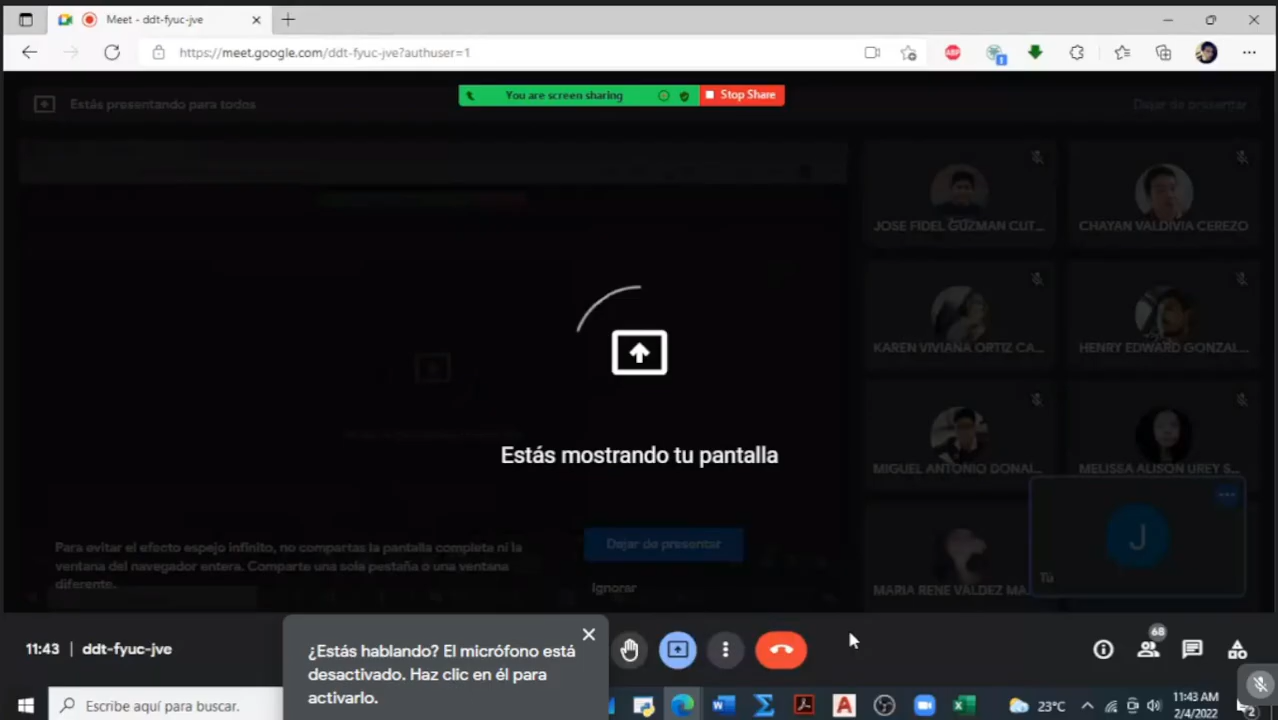 Meet - ddt-fyuc-jve
https://meet.google.com/ddt-fyuc-jve?authuser=1
ABP
1
Estás presentando para todos
You are screen sharing
Stop Share
Dejar de presentar
JOSE FIDEL GUZMAN CUT...
CHAYAN VALDIVIA CEREZO
KAREN VIVIANA ORTIZ CA...
HENRY EDWARD GONZAL...
Estás mostrando tu pantalla
MIGUEL ANTONIO DONAI...
MELISSA ALISON UREY S...
J
Tú
MARIA RENE VALDEZ MA...
Para evitar el efecto espejo infinito, no compartas la pantalla completa ni la
ventana del navegador entera. Comparte una sola pestaña o una ventana
diferente.
Dejar de presentar
Ignorar
11:43 | ddt-fyuc-jve
¿Estás hablando? El micrófono está
desactivado. Haz clic en él para
activarlo.
68
Escribe aquí para buscar.
23°C
11:43 AM
2/4/2022
2